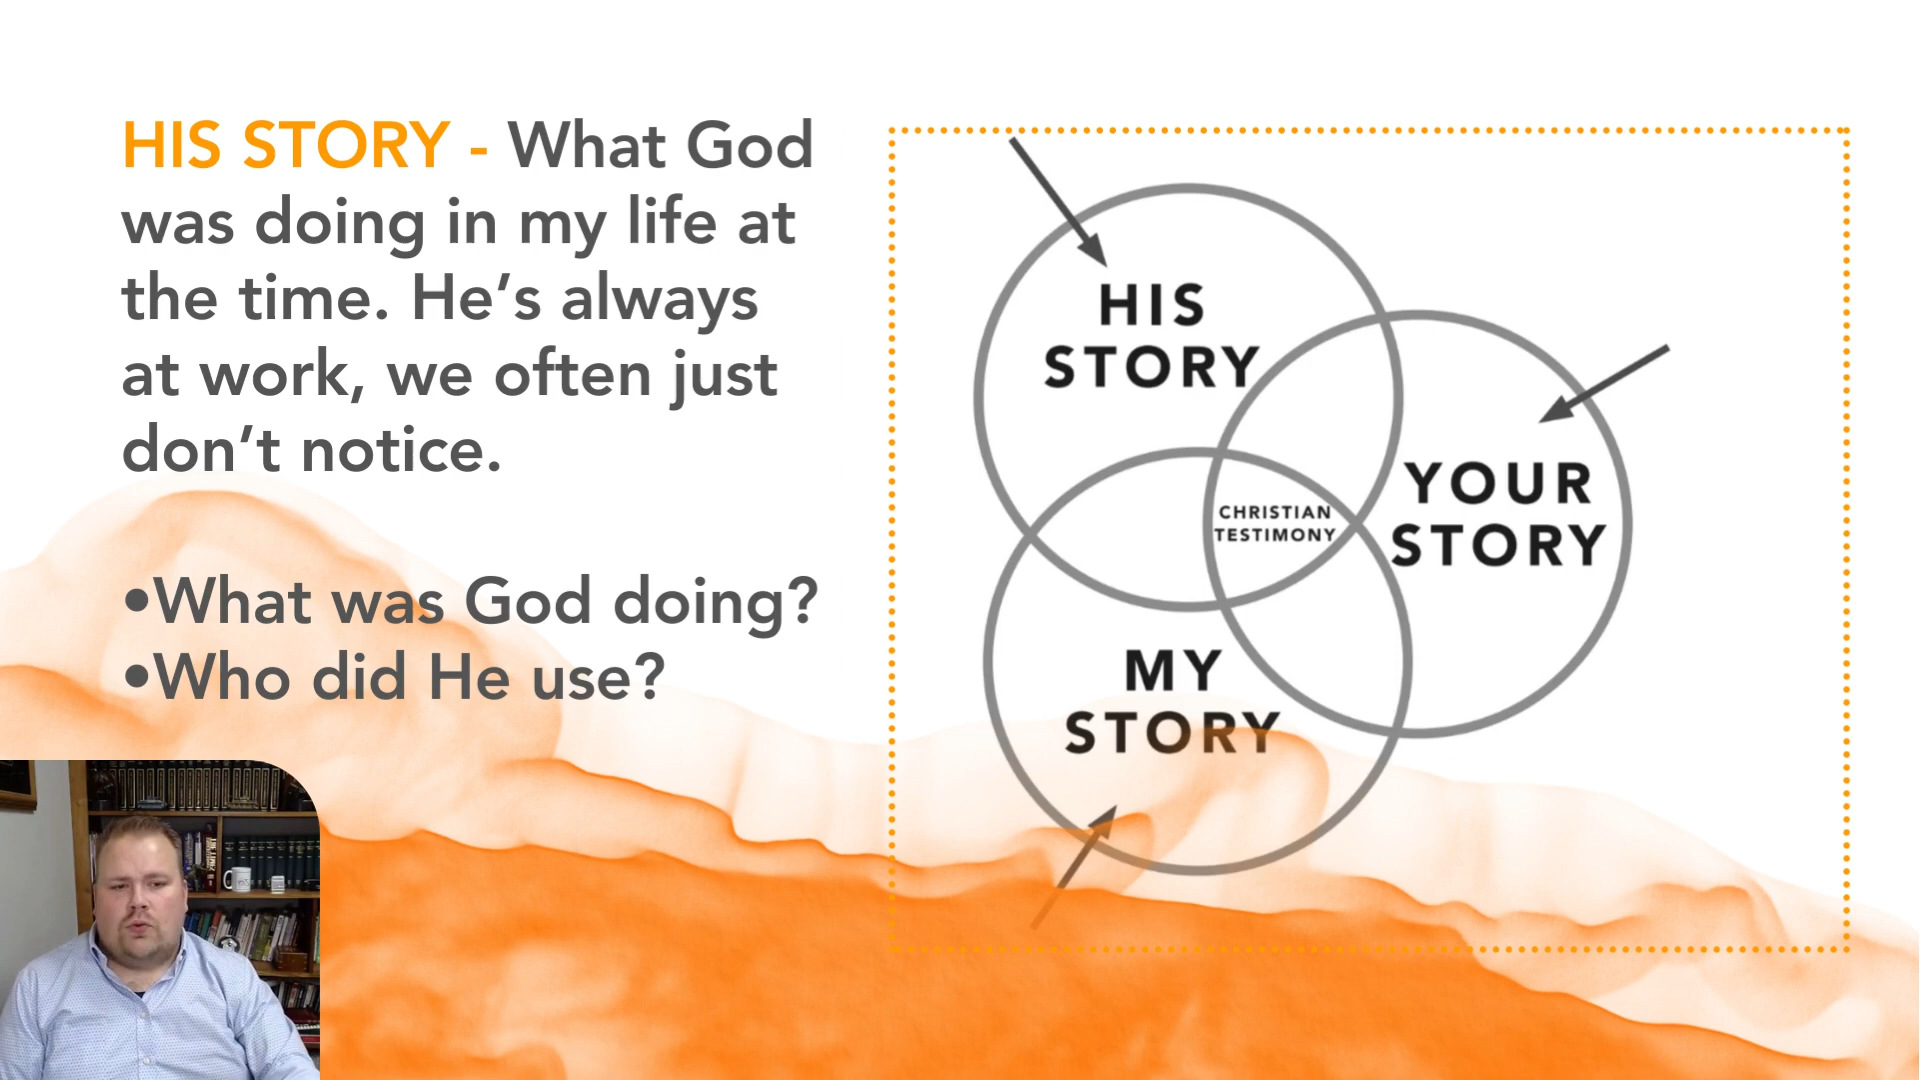 HIS STORY - What God
was doing in my life at
the time. He’s always
at work, we often just
don’t notice.
•What was God doing?
•Who did He use?
HIS
STORY
YOUR
STORY
CHRISTIAN
TESTIMONY
MY
STORY